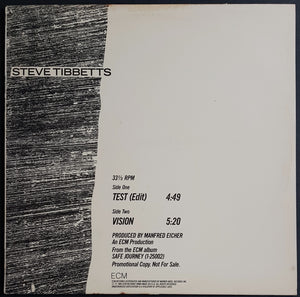 STEVE TIBBETTS
33⅓ RPM
Side One
TEST (Edit) 4:49
Side Two
VISION 5:20
PRODUCED BY MANFRED EICHER
An ECM Production
From the ECM album
SAFE JOURNEY (1-25002)
Promotional Copy. Not For Sale.
ECM